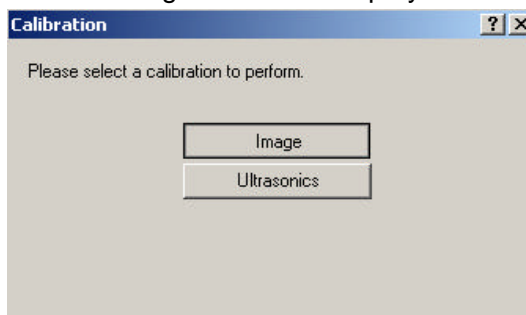 Calibration
Please select a calibration to perform.
Image
Ultrasonics